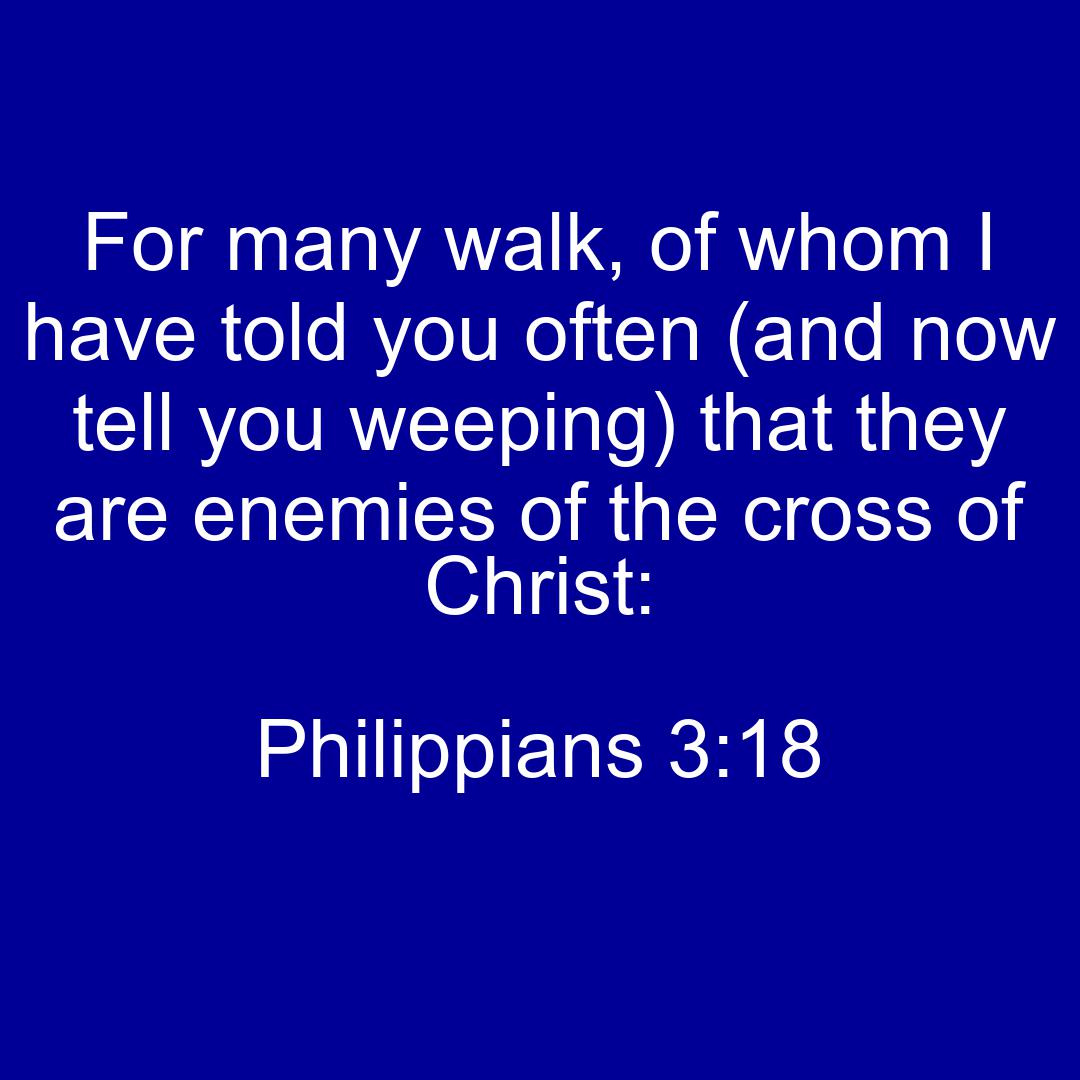 For many walk, of whom I
have told you often (and now
tell you weeping) that they
are enemies of the cross of
Christ:
Philippians 3:18